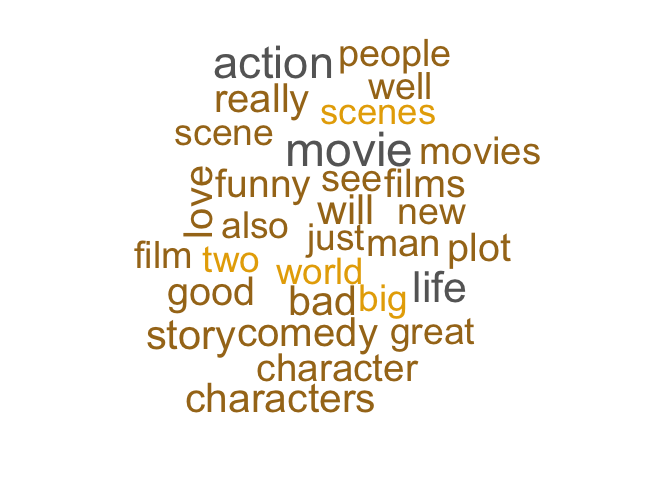 action people
really well
scenes
scene
movie movies
love funny see films
will new
also
just man plot
film two
world
good bad big life
story comedy great
character
characters